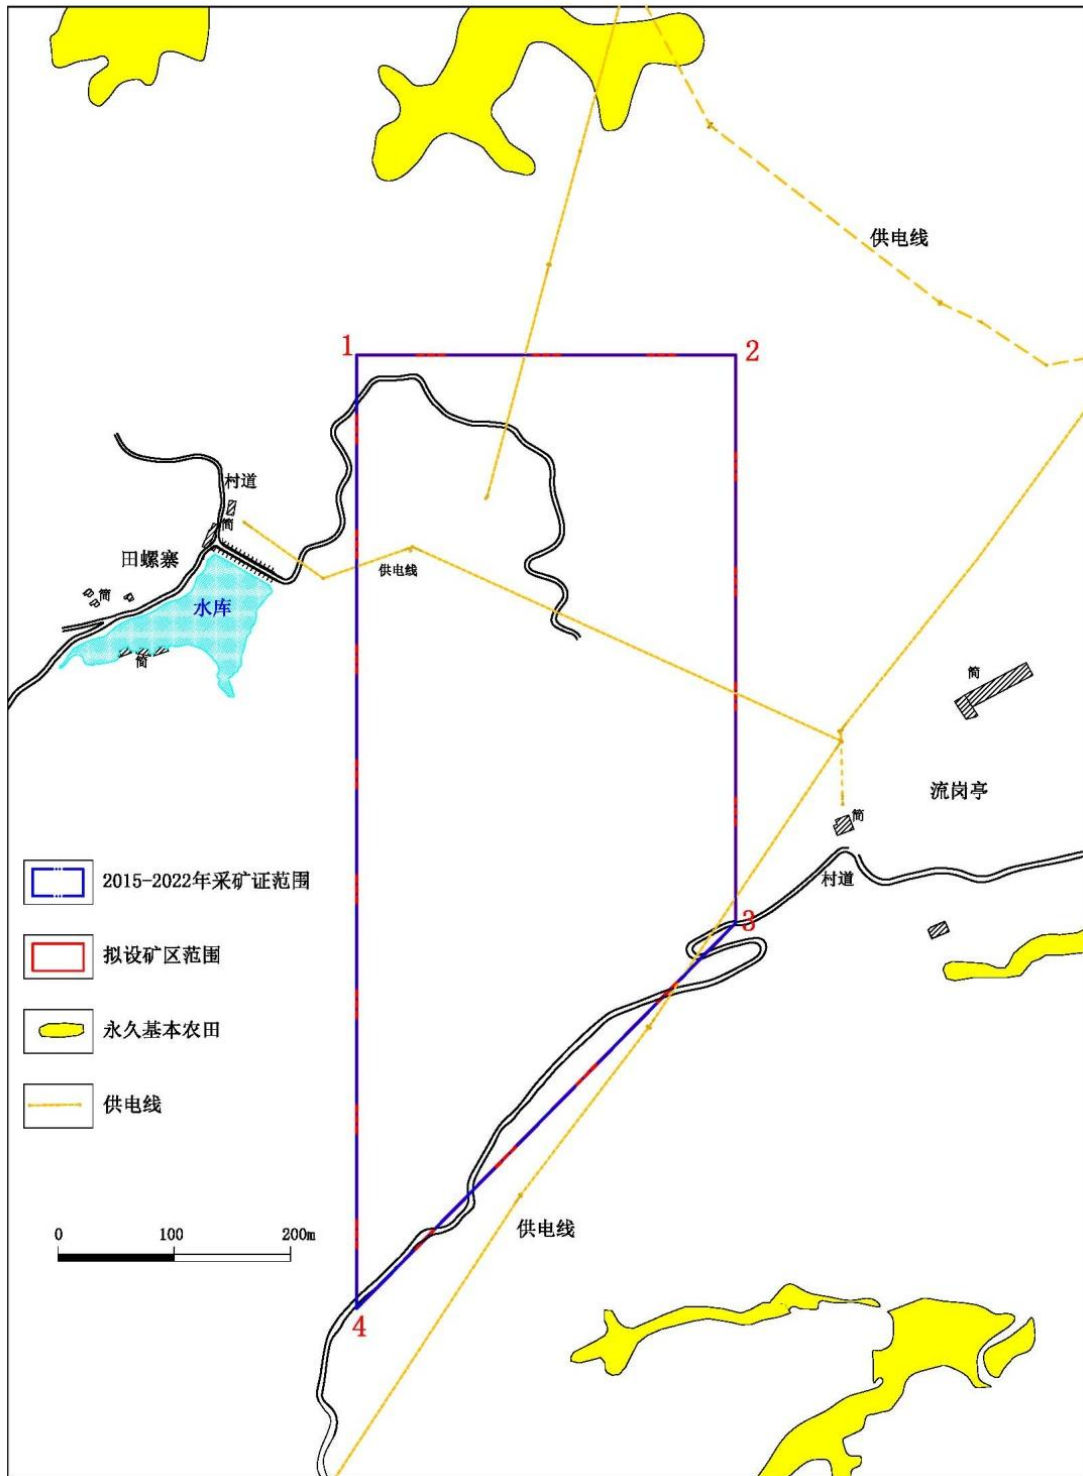 供电线
1
2
村道
简
田螺寨
供电线
简
水库
简
简
流岗亭
简
村道
3
2015-2022年采矿证范围
拟设矿区范围
永久基本农田
供电线
0 100 200m
供电线
4